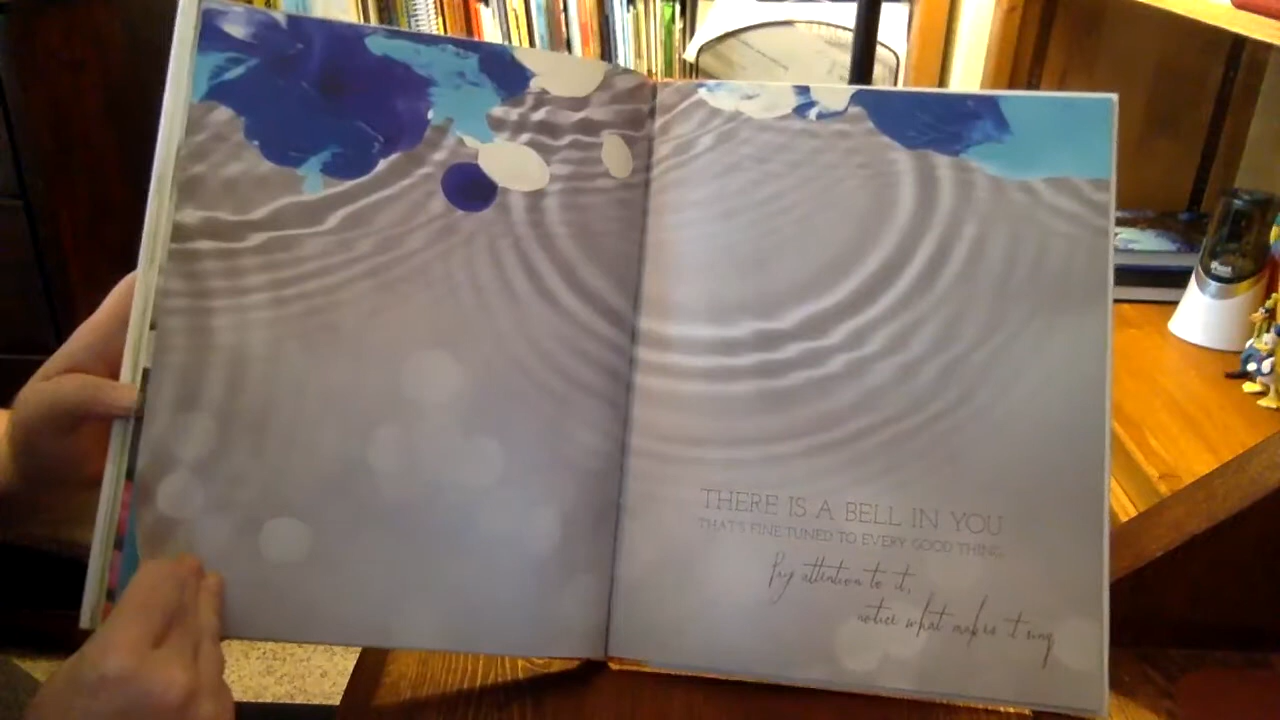 THERE IS A BELL IN YOU
THAT'S FINE TUNED TO EVERY GOOD THING
Pay attention to it,
notice what makes it ring